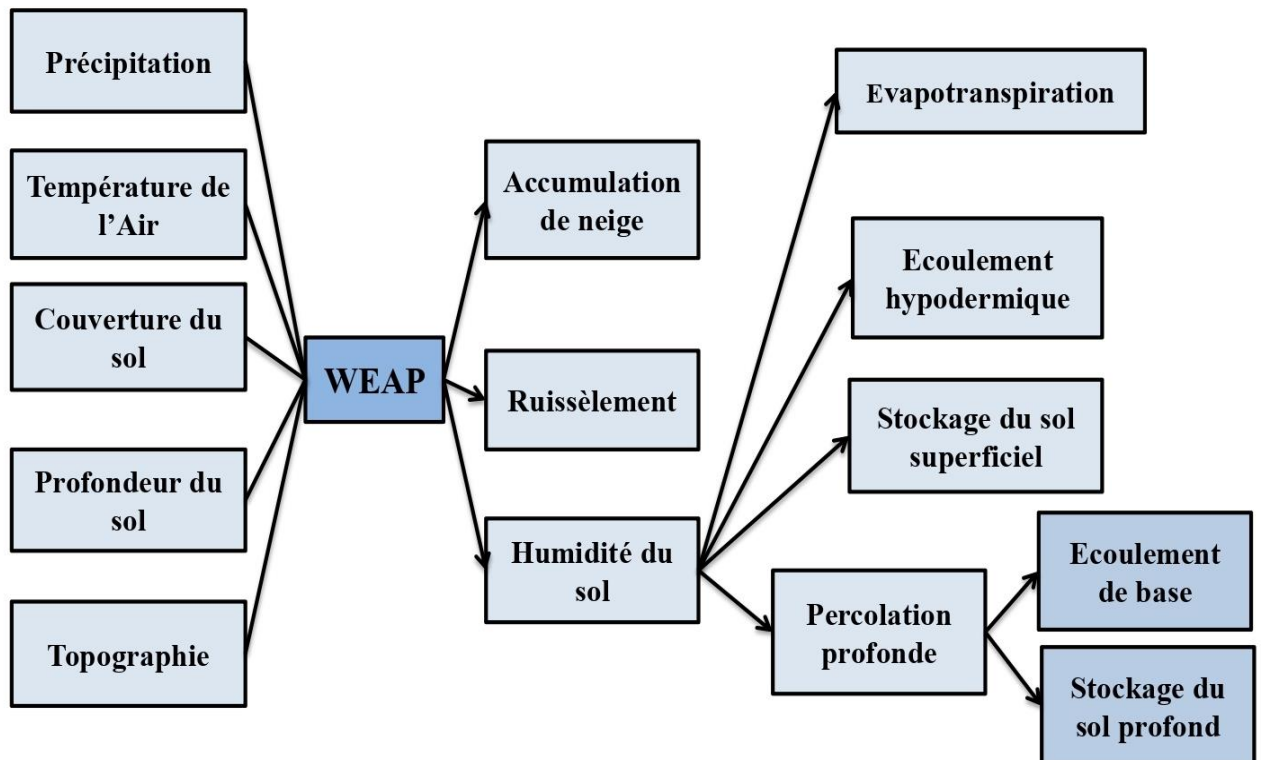 Précipitation
Température de
l’Air
Couverture du
sol
Profondeur du
sol
Topographie
WEAP
Accumulation
de neige
Ruissèlement
Humidité du
sol
Evapotranspiration
Ecoulement
hypodermique
Stockage du sol
superficiel
Percolation
profonde
Ecoulement
de base
Stockage du
sol profond